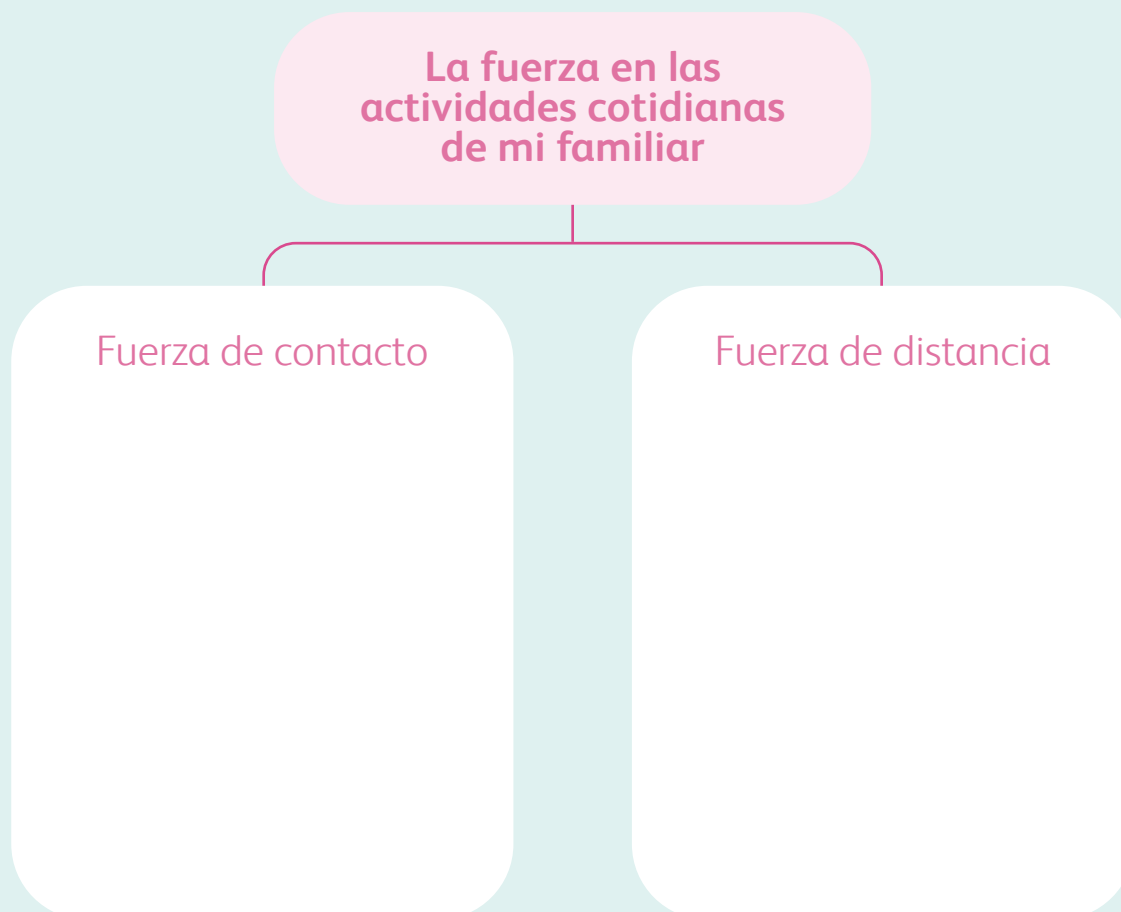 La fuerza en las
actividades cotidianas
de mi familiar
Fuerza de contacto
Fuerza de distancia